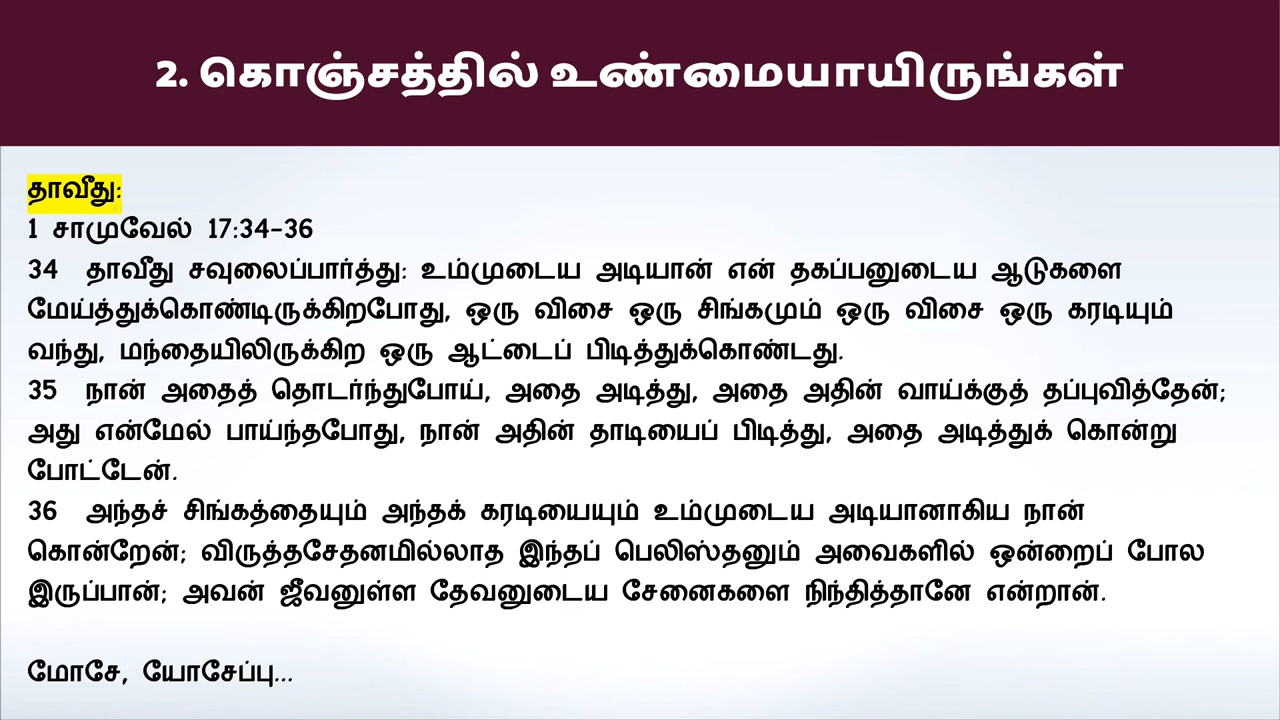 2. கொஞ்சத்தில் உண்மையாயிருங்கள்
தாவீது:
1 சாமுவேல் 17:34-36
34 தாவீது சவுலைப்பார்த்து: உம்முடைய அடியான் என் தகப்பனுடைய ஆடுகளை
மேய்த்துக்கொண்டிருக்கிறபோது, ஒரு விசை ஒரு சிங்கமும் ஒரு விசை ஒரு கரடியும்
வந்து, மந்தையிலிருக்கிற ஒரு ஆட்டைப் பிடித்துக்கொண்டது.
35 நான் அதைத் தொடர்ந்துபோய், அதை அடித்து, அதை அதின் வாய்க்குத் தப்புவித்தேன்;
அது என்மேல் பாய்ந்தபோது, நான் அதின் தாடியைப் பிடித்து, அதை அடித்துக் கொன்று
போட்டேன்.
36 அந்தச் சிங்கத்தையும் அந்தக் கரடியையும் உம்முடைய அடியானாகிய நான்
கொன்றேன்; விருத்தசேதனமில்லாத இந்தப் பெலிஸ்தனும் அவைகளில் ஒன்றைப் போல
இருப்பான்; அவன் ஜீவனுள்ள தேவனுடைய சேனைகளை நிந்தித்தானே என்றான்.
மோசே, யோசேப்பு...